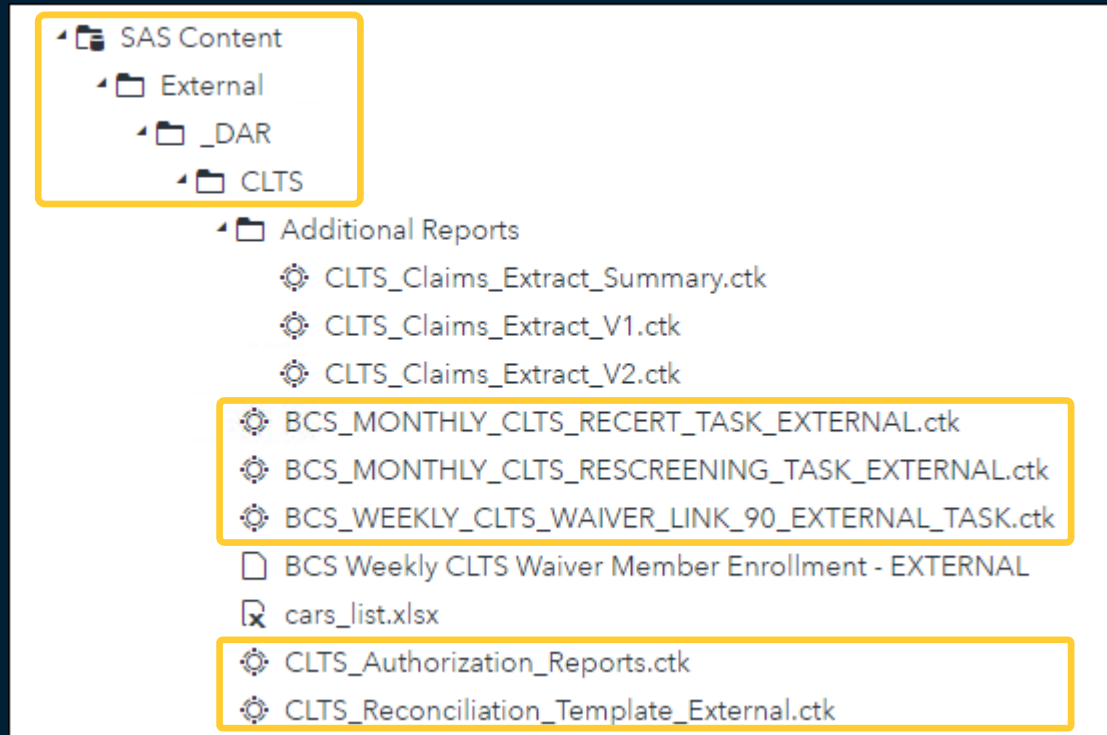 SAS Content
External
_DAR
CLTS
Additional Reports
CLTS_Claims_Extract_Summary.ctk
CLTS_Claims_Extract_V1.ctk
CLTS_Claims_Extract_V2.ctk
BCS_MONTHLY_CLTS_RECERT_TASK_EXTERNAL.ctk
BCS_MONTHLY_CLTS_RESCREENING_TASK_EXTERNAL.ctk
BCS_WEEKLY_CLTS_WAIVER_LINK_90_EXTERNAL_TASK.ctk
BCS Weekly CLTS Waiver Member Enrollment - EXTERNAL
cars_list.xlsx
CLTS_Authorization_Reports.ctk
CLTS_Reconciliation_Template_External.ctk